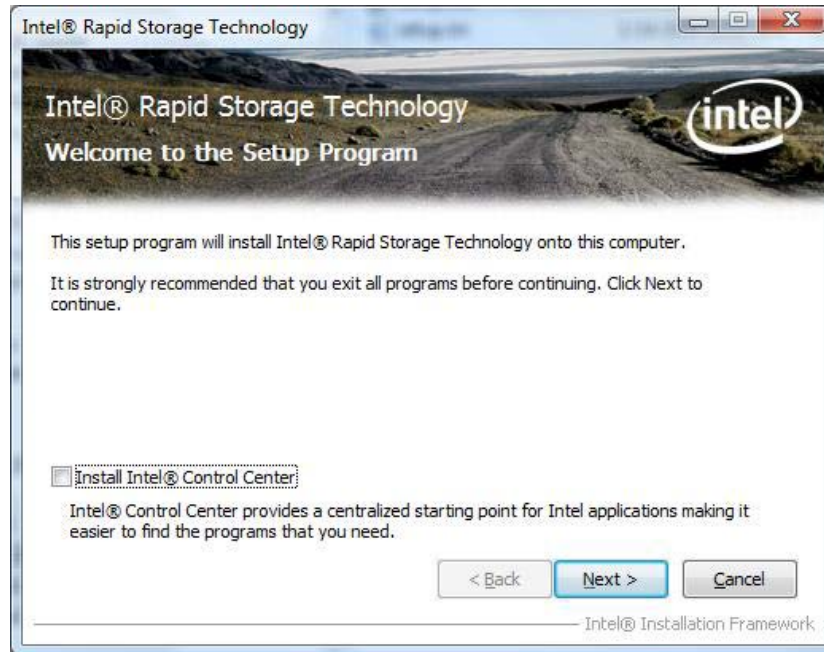 Intel® Rapid Storage Technology
Intel® Rapid Storage Technology
intel
Welcome to the Setup Program
This setup program will install Intel® Rapid Storage Technology onto this computer.
It is strongly recommended that you exit all programs before continuing. Click Next to
continue.
Install Intel® Control Center
Intel® Control Center provides a centralized starting point for Intel applications making it
easier to find the programs that you need.
< Back Next > Cancel
Intel® Installation Framework